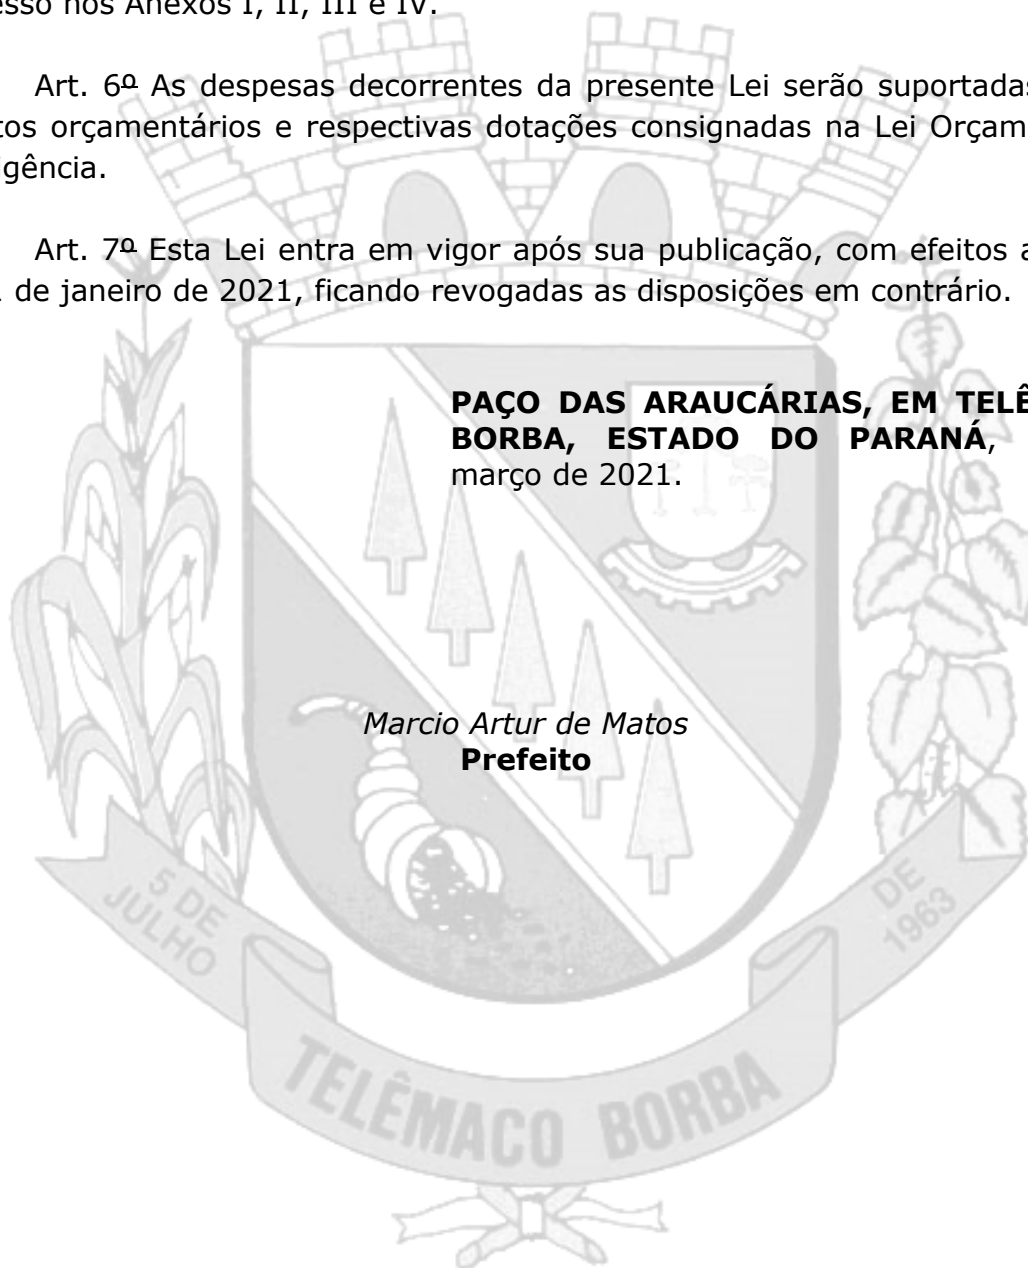 esso nos Anexos I, II, III e IV.
Art. 6º As despesas decorrentes da presente Lei serão suportadas
tos orçamentários e respectivas dotações consignadas na Lei Orçam
igência.
Art. 7º Esta Lei entra em vigor após sua publicação, com efeitos a
de janeiro de 2021, ficando revogadas as disposições em contrário.
PAÇO DAS ARAUCÁRIAS, EM TELÊ
BORBA, ESTADO DO PARANÁ,
março de 2021.
Marcio Artur de Matos
Prefeito
5 DE
JULHO
DE
1963
TELÊMACO BORBA